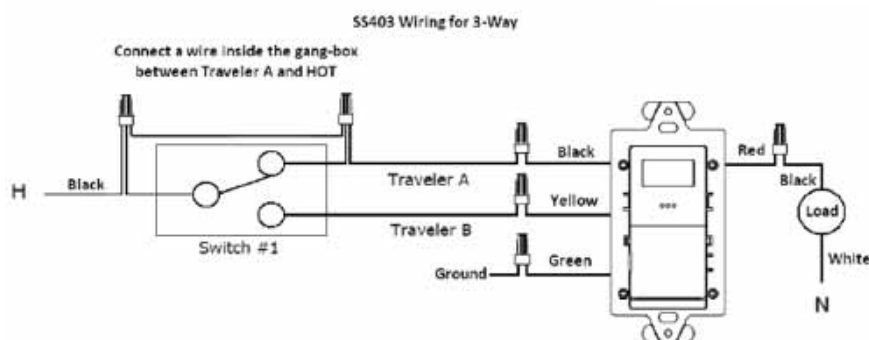 SS403 Wiring for 3-Way
Connect a wire inside the gang-box
between Traveler A and HOT
H
Black
Switch #1
Traveler A
Black
Traveler B
Yellow
Ground
Green
Red
Black
Load
White
N